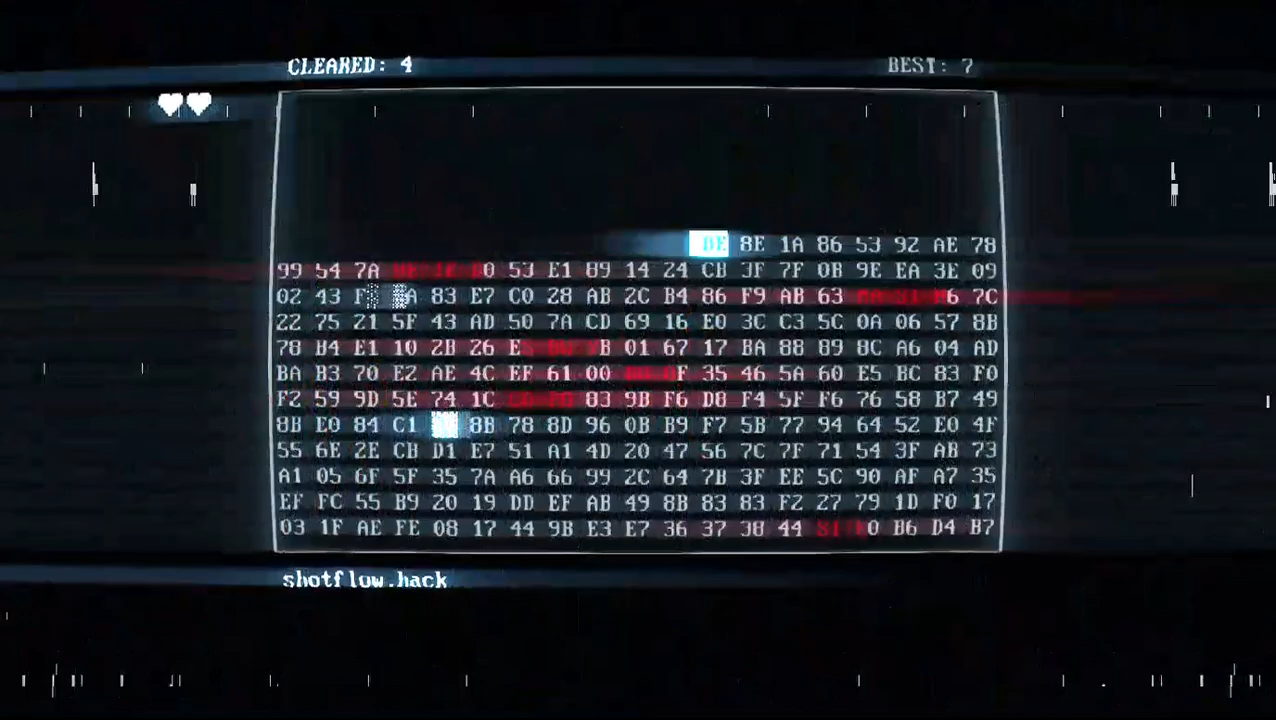 CLEARED: 4
BEST: 7
8E 1A 86 53 92 AE 78
99 54 7A 53 E1 89 14 24 CB 3F 7F 0B 9E EA 3E 09
02 43 83 E7 C0 28 AB 2C B4 86 F9 AB 63 7C
22 75 21 5F 43 AD 50 7A CD 69 16 E0 3C C3 5C 0A 06 57 8B
78 B4 E1 10 2B 26 01 67 17 BA 88 89 8C A6 04 AD
BA B3 70 E2 AE 4C EF 61 00 35 46 5A 60 E5 BC 83 F0
F2 59 9D 5E 74 1C 83 9B F6 D8 F4 5F F6 76 58 B7 49
8B E0 84 C1 8B 78 8D 96 0B B9 F7 5B 77 94 64 52 E0 4F
55 6E 2E CB D1 E7 51 A1 4D 20 47 56 7C 7F 71 54 3F AB 73
A1 05 6F 5F 35 7A A6 66 99 2C 64 7B 3F EE 5C 90 AF A7 35
EF FC 55 B9 20 19 DD EF AB 49 8B 83 83 F2 27 79 1D F0 17
03 1F AE FE 08 17 44 9B E3 E7 36 37 38 44 B6 D4 B7
shotflow.hack